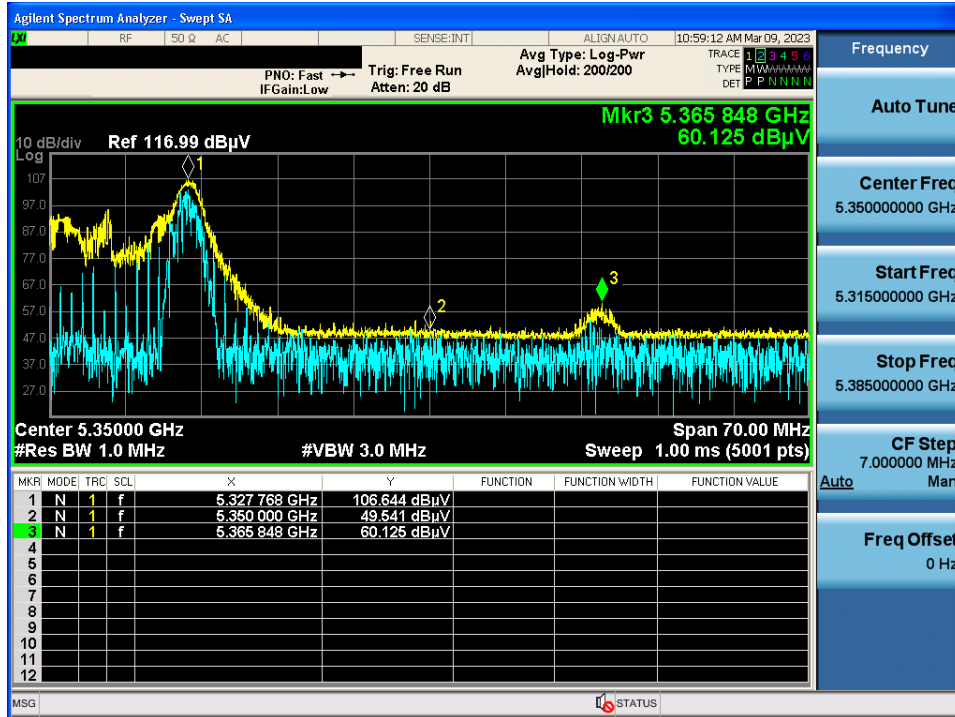 Agilent Spectrum Analyzer - Swept SA
LXI RF 50 Ω AC SENSE:INT ALIGN AUTO 10:59:12 AM Mar 09, 2023
Frequency
PNO: Fast Trig: Free Run Avg Type: Log-Pwr TRACE 1 2 3 4 5 6
IFGain:Low Atten: 20 dB Avg|Hold: 200/200 TYPE M W W W W W
DET P P N N N N
Auto Tune
Mkr3 5.365 848 GHz
10 dB/div Ref 116.99 dBµV 60.125 dBµV
Log
107
97.0
87.0
77.0
67.0
57.0
47.0
37.0
27.0
1
2
3
Center Freq
5.350000000 GHz
Start Freq
5.315000000 GHz
Stop Freq
5.385000000 GHz
Center 5.35000 GHz Span 70.00 MHz
#Res BW 1.0 MHz #VBW 3.0 MHz Sweep 1.00 ms (5001 pts)
CF Step
7.000000 MHz
Auto Man
MKR MODE TRC SCL X Y FUNCTION FUNCTION WIDTH FUNCTION VALUE
1 N 1 f 5.327 768 GHz 106.644 dBµV
2 N 1 f 5.350 000 GHz 49.541 dBµV
3 N 1 f 5.365 848 GHz 60.125 dBµV
4
5
6
7
8
9
10
11
12
Freq Offset
0 Hz
MSG STATUS